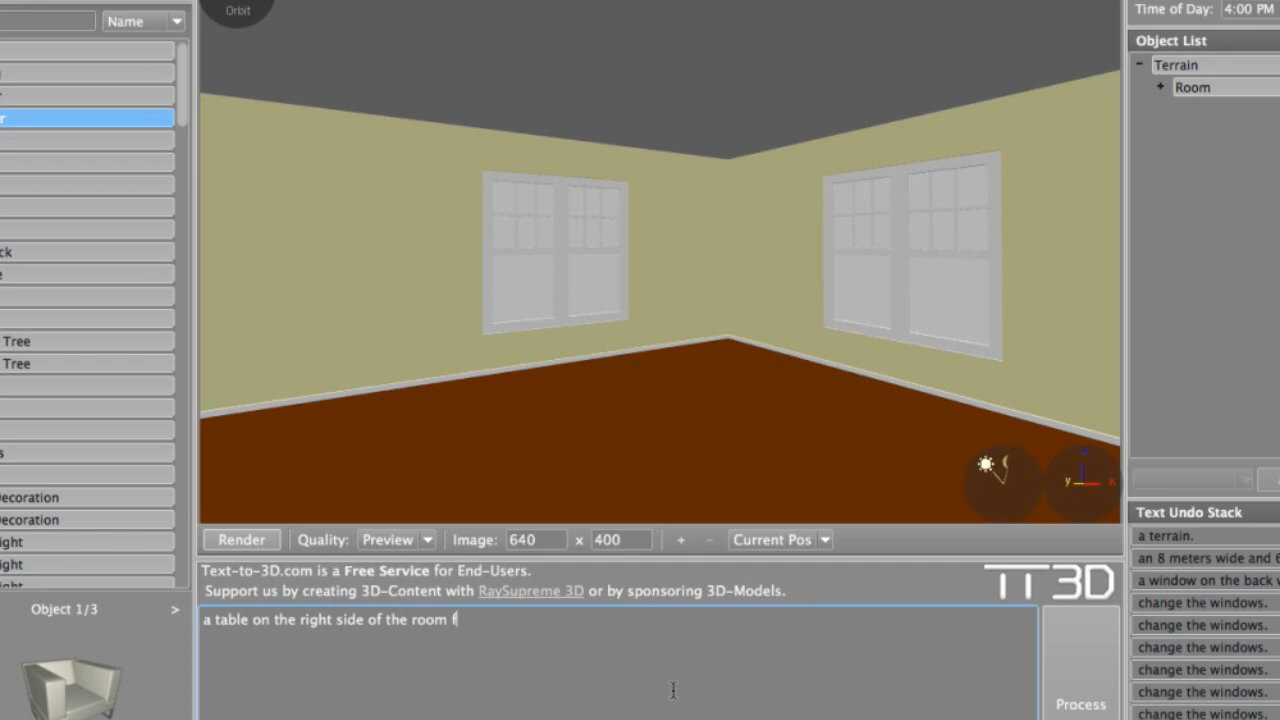 Orbit
Name
Time of Day: 4:00 PM
Object List
- Terrain
+ Room
Tree
Tree
Render Quality: Preview Image: 640 x 400 + - Current Pos
Text-to-3D.com is a Free Service for End-Users.
Support us by creating 3D-Content with RaySupreme 3D or by sponsoring 3D-Models.
TT3D
a table on the right side of the room f
Process
Object 1/3 >
Text Undo Stack
a terrain.
an 8 meters wide and 6
a window on the back
change the windows.
change the windows.
change the windows.
change the windows.
change the windows.
change the windows.
y